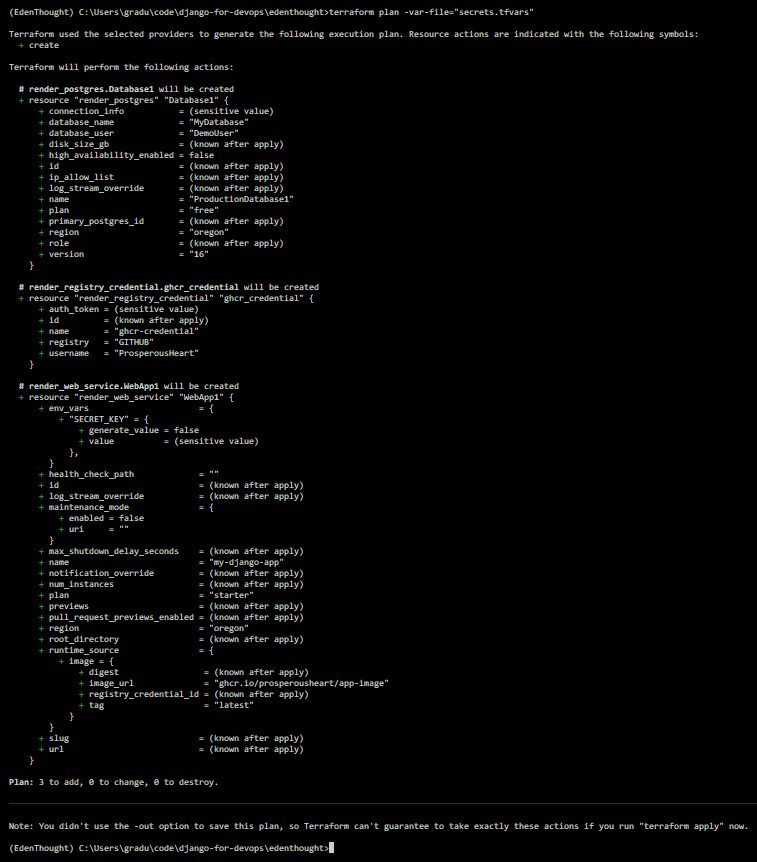 (EdenThought) C:\Users\gradu\code\django-for-devops\edenthought>terraform plan -var-file="secrets.tfvars"
Terraform used the selected providers to generate the following execution plan. Resource actions are indicated with the following symbols:
  + create
Terraform will perform the following actions:
  # render_postgres.Database1 will be created
  + resource "render_postgres" "Database1" {
      + connection_info           = (sensitive value)
      + database_name             = "MyDatabase"
      + database_user             = "DemoUser"
      + disk_size_gb              = (known after apply)
      + high_availability_enabled = false
      + id                        = (known after apply)
      + ip_allow_list             = (known after apply)
      + log_stream_override       = (known after apply)
      + name                      = "ProductionDatabase1"
      + plan                      = "free"
      + primary_postgres_id       = (known after apply)
      + region                    = "oregon"
      + role                      = (known after apply)
      + version                   = "16"
    }
  # render_registry_credential.ghcr_credential will be created
  + resource "render_registry_credential" "ghcr_credential" {
      + auth_token = (sensitive value)
      + id         = (known after apply)
      + name       = "ghcr-credential"
      + registry   = "GITHUB"
      + username   = "ProsperousHeart"
    }
  # render_web_service.WebApp1 will be created
  + resource "render_web_service" "WebApp1" {
      + env_vars                      = {
          + "SECRET_KEY" = {
              + generate_value = false
              + value          = (sensitive value)
            },
        }
      + health_check_path             = ""
      + id                            = (known after apply)
      + log_stream_override           = (known after apply)
      + maintenance_mode              = {
          + enabled = false
          + uri     = ""
        }
      + max_shutdown_delay_seconds    = (known after apply)
      + name                          = "my-django-app"
      + notification_override         = (known after apply)
      + num_instances                 = (known after apply)
      + plan                          = "starter"
      + previews                      = (known after apply)
      + pull_request_previews_enabled = (known after apply)
      + region                        = "oregon"
      + root_directory                = (known after apply)
      + runtime_source                = {
          + image = {
              + digest                 = (known after apply)
              + image_url              = "ghcr.io/prosperousheart/app-image"
              + registry_credential_id = (known after apply)
              + tag                    = "latest"
            }
        }
      + slug                          = (known after apply)
      + url                           = (known after apply)
    }
Plan: 3 to add, 0 to change, 0 to destroy.
Note: You didn't use the -out option to save this plan, so Terraform can't guarantee to take exactly these actions if you run "terraform apply" now.
(EdenThought) C:\Users\gradu\code\django-for-devops\edenthought>